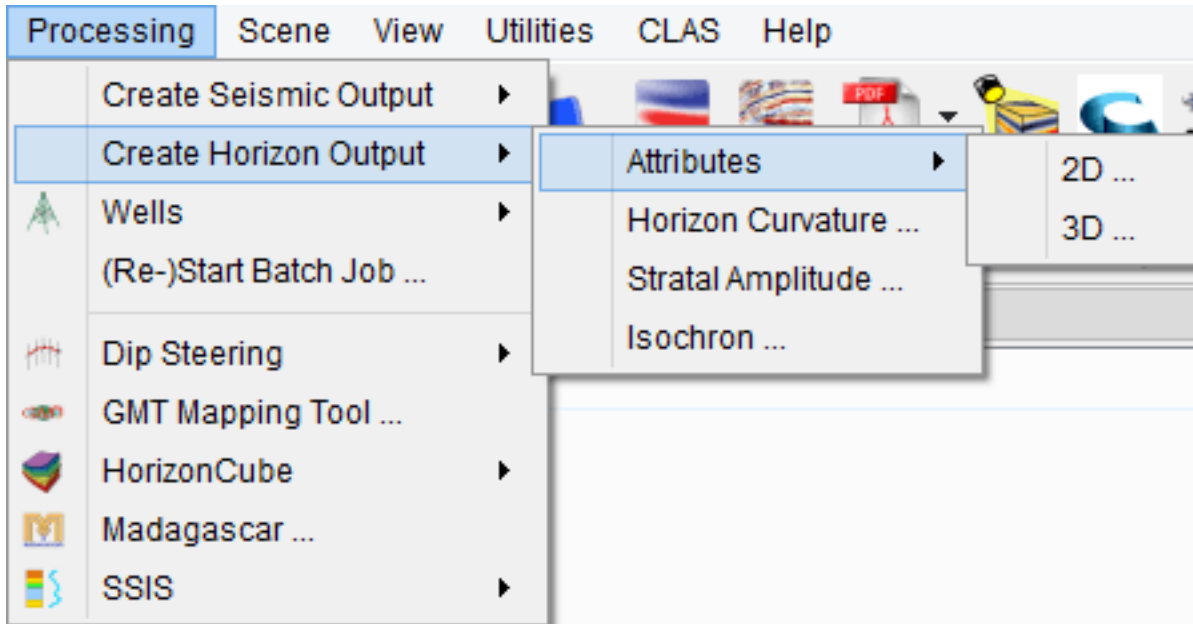 Processing Scene View Utilities CLAS Help
Create Seismic Output
PDF
Create Horizon Output
Attributes
2D ...
Wells
Horizon Curvature ...
3D ...
(Re-)Start Batch Job ...
Stratal Amplitude ...
Isochron ...
Dip Steering
GMT Mapping Tool ...
HorizonCube
Madagascar ...
SSIS